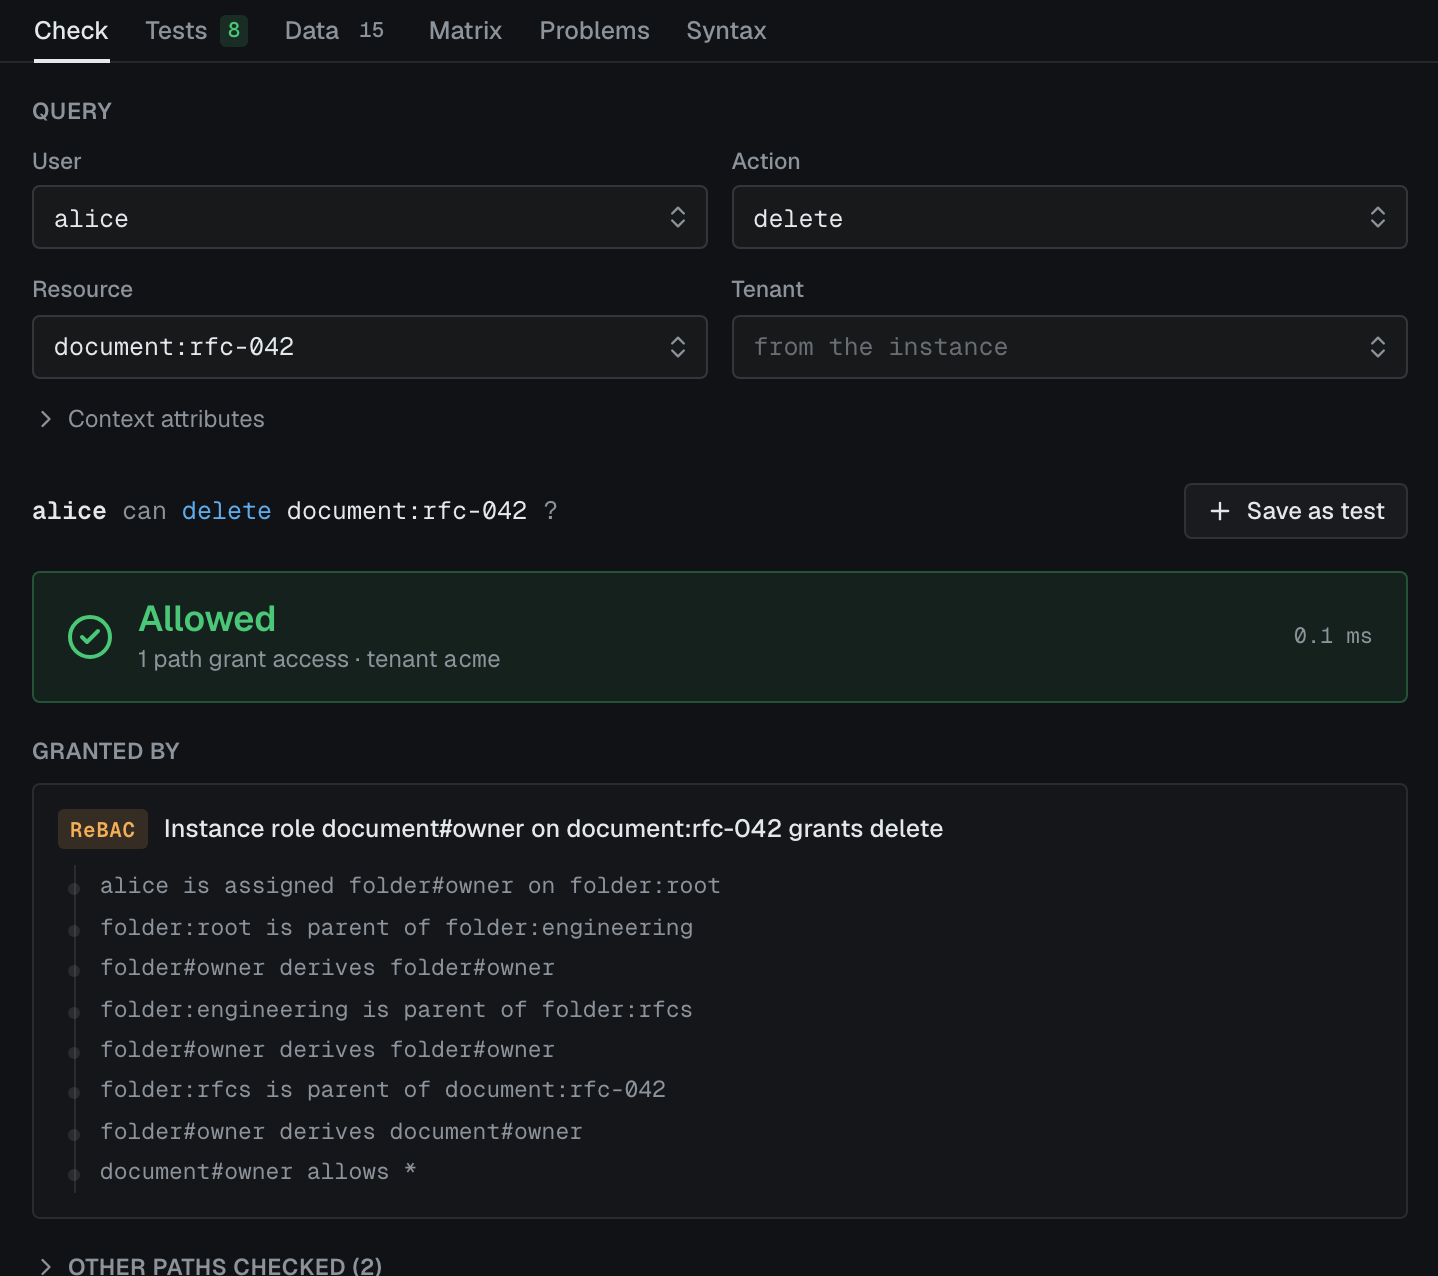 Check Tests 8 Data 15 Matrix Problems Syntax
QUERY
User
alice
Action
delete
Resource
document:rfc-042
Tenant
from the instance
Context attributes
alice can delete document:rfc-042 ?
+ Save as test
Allowed
1 path grant access · tenant acme
0.1 ms
GRANTED BY
ReBAC Instance role document#owner on document:rfc-042 grants delete
alice is assigned folder#owner on folder:root
folder:root is parent of folder:engineering
folder#owner derives folder#owner
folder:engineering is parent of folder:rfcs
folder#owner derives folder#owner
folder:rfcs is parent of document:rfc-042
folder#owner derives document#owner
document#owner allows *
OTHER PATHS CHECKED (2)